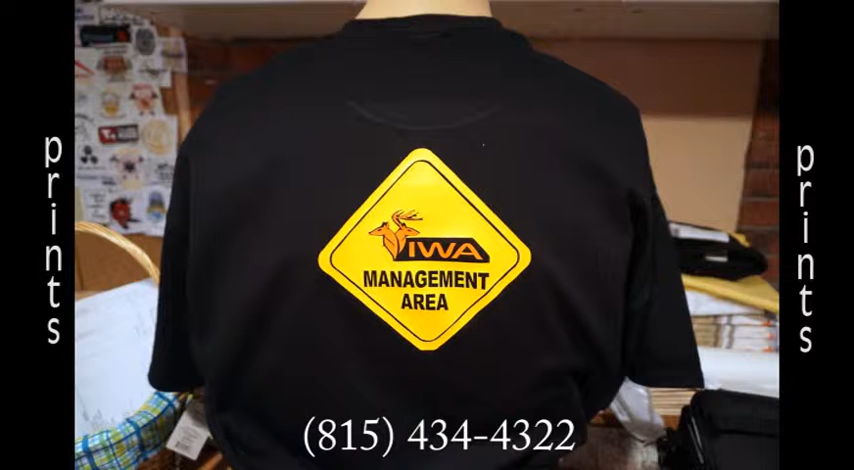 prints
IWA
MANAGEMENT
AREA
prints
(815) 434-4322